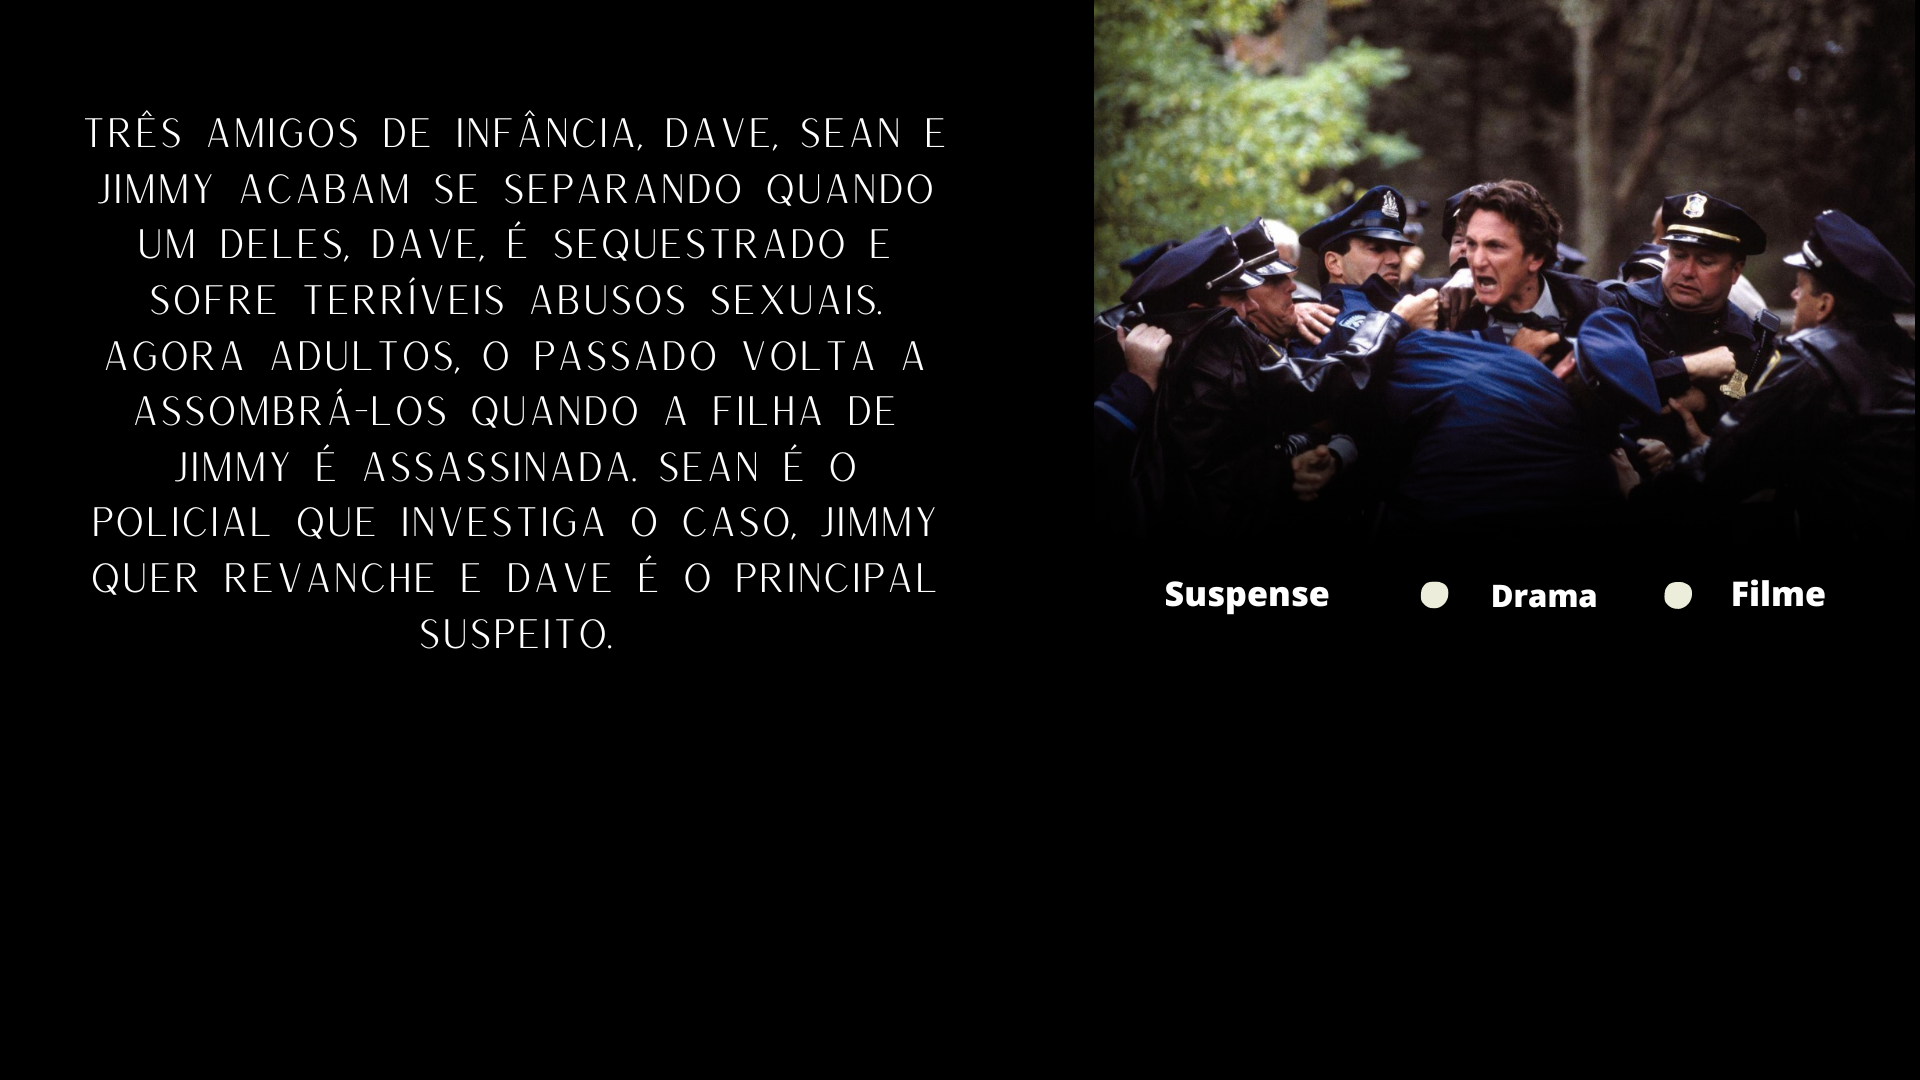 TRÊS AMIGOS DE INFÂNCIA, DAVE, SEAN E
JIMMY ACABAM SE SEPARANDO QUANDO
UM DELES, DAVE, É SEQUESTRADO E
SOFRE TERRÍVEIS ABUSOS SEXUAIS.
AGORA ADULTOS, O PASSADO VOLTA A
ASSOMBRÁ-LOS QUANDO A FILHA DE
JIMMY É ASSASSINADA. SEAN É O
POLICIAL QUE INVESTIGA O CASO, JIMMY
QUER REVANCHE E DAVE É O PRINCIPAL
SUSPEITO.
Suspense Drama Filme